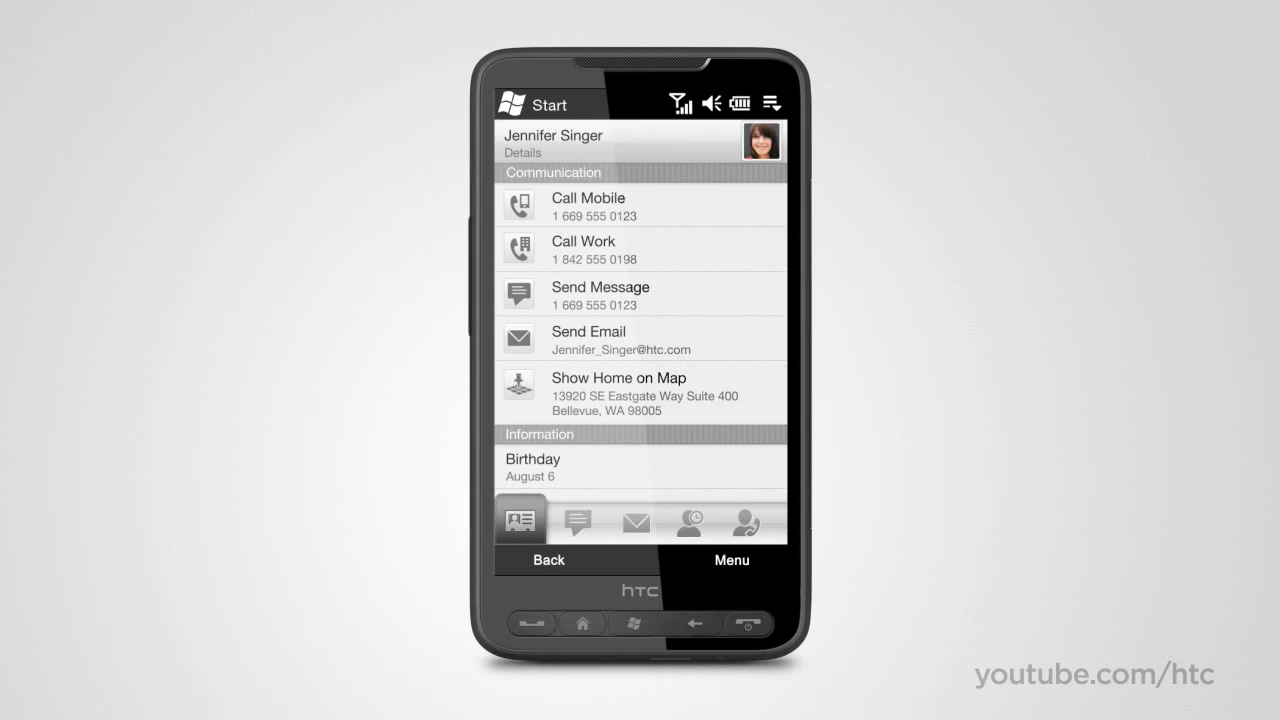 Start
Jennifer Singer
Details
Communication
Call Mobile
1 669 555 0123
Call Work
1 842 555 0198
Send Message
1 669 555 0123
Send Email
Jennifer_Singer@htc.com
Show Home on Map
13920 SE Eastgate Way Suite 400
Bellevue, WA 98005
Information
Birthday
August 6
Back
Menu
hTC
youtube.com/htc